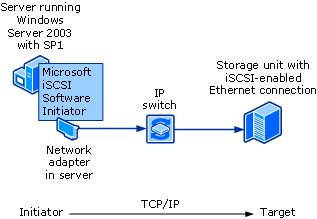 Server running
Windows
Server 2003
with SP1
Microsoft
iSCSI
Software
Initiator
Network
adapter
in server
IP
switch
Storage unit with
iSCSI-enabled
Ethernet connection
Initiator
TCP/IP
Target